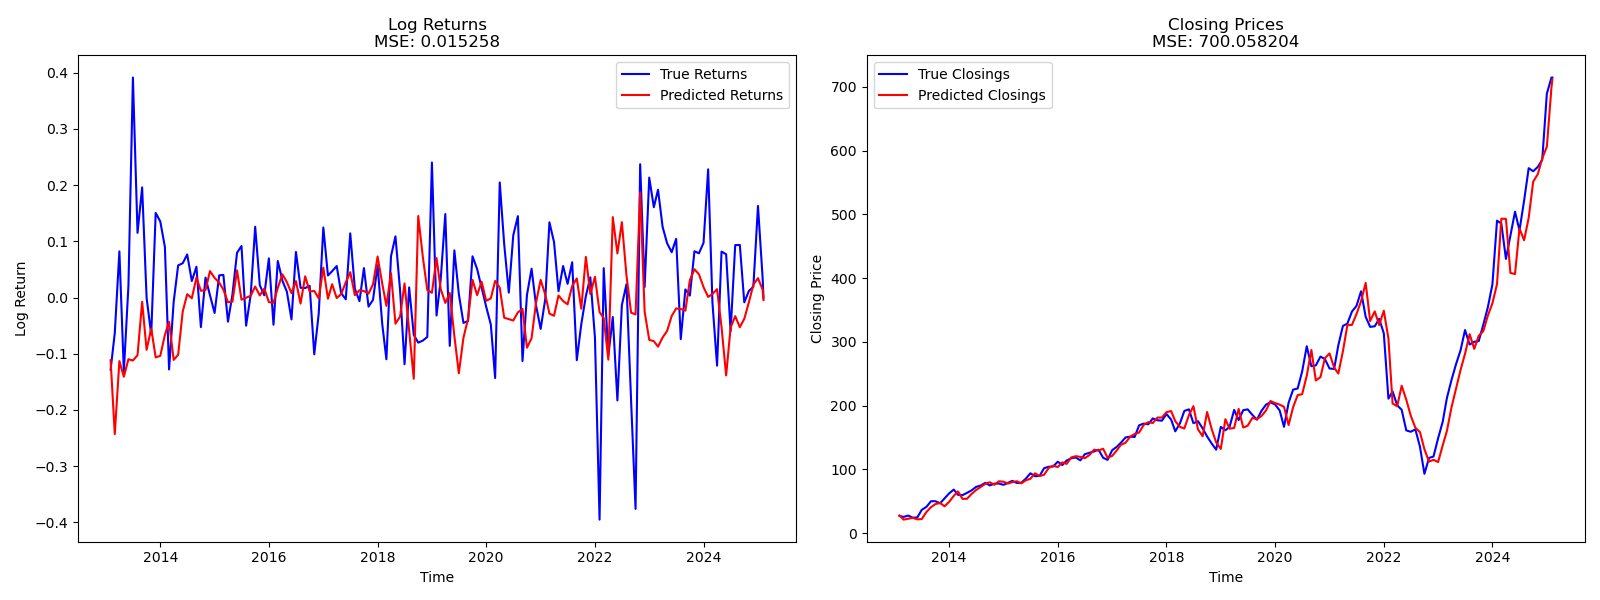 Log Returns
MSE: 0.015258
True Returns
Predicted Returns
0.4
0.3
0.2
0.1
0.0
−0.1
−0.2
−0.3
−0.4
Log Return
2014
2016
2018
2020
2022
2024
Time
Closing Prices
MSE: 700.058204
True Closings
Predicted Closings
700
600
500
400
300
200
100
0
Closing Price
2014
2016
2018
2020
2022
2024
Time